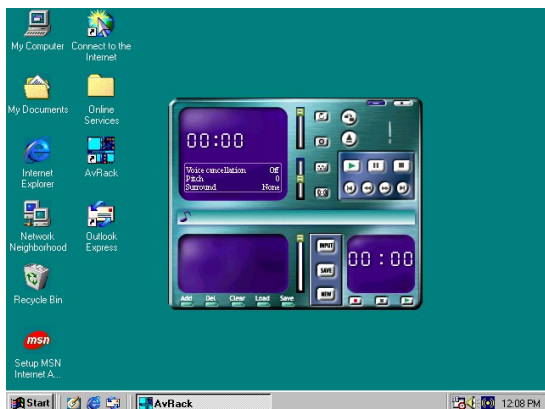 My Computer
Connect to the
Internet
My Documents
Online
Services
Internet
Explorer
AvRack
Network
Neighborhood
Outlook
Express
Recycle Bin
msn
Setup MSN
Internet A...
00:00
Voice cancellation Off
Pitch 0
Surround None
INPUT
SAVE
NEW
00:00
Add Del Clear Load Save
Start
AvRack
12:08 PM